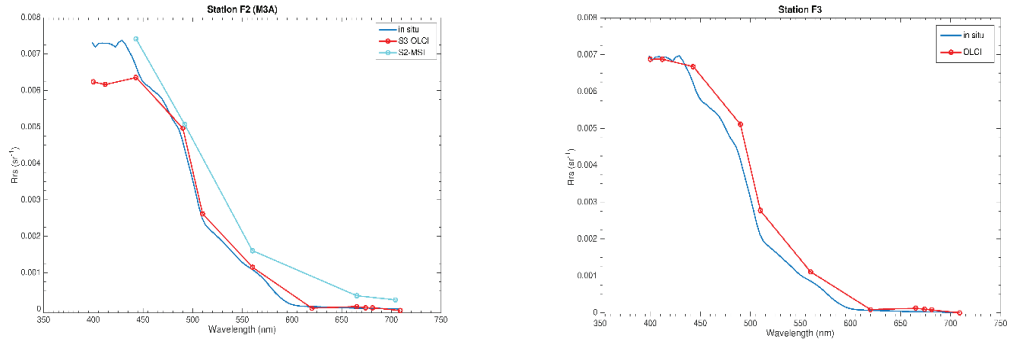 Station F2 (M3A)
0.008
0.007
0.006
0.005
0.004
0.003
0.002
0.001
0
Rrs (sr-1)
in situ
S3 OLCI
S2-MSI
350 400 450 500 550 600 650 700 750
Wavelength (nm)
Station F3
0.008
0.007
0.006
0.005
0.004
0.003
0.002
0.001
0
Rrs (sr-1)
in situ
OLCI
350 400 450 500 550 600 650 700 750
Wavelength (nm)